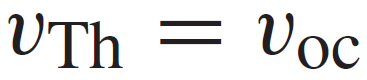 v_Th = v_oc